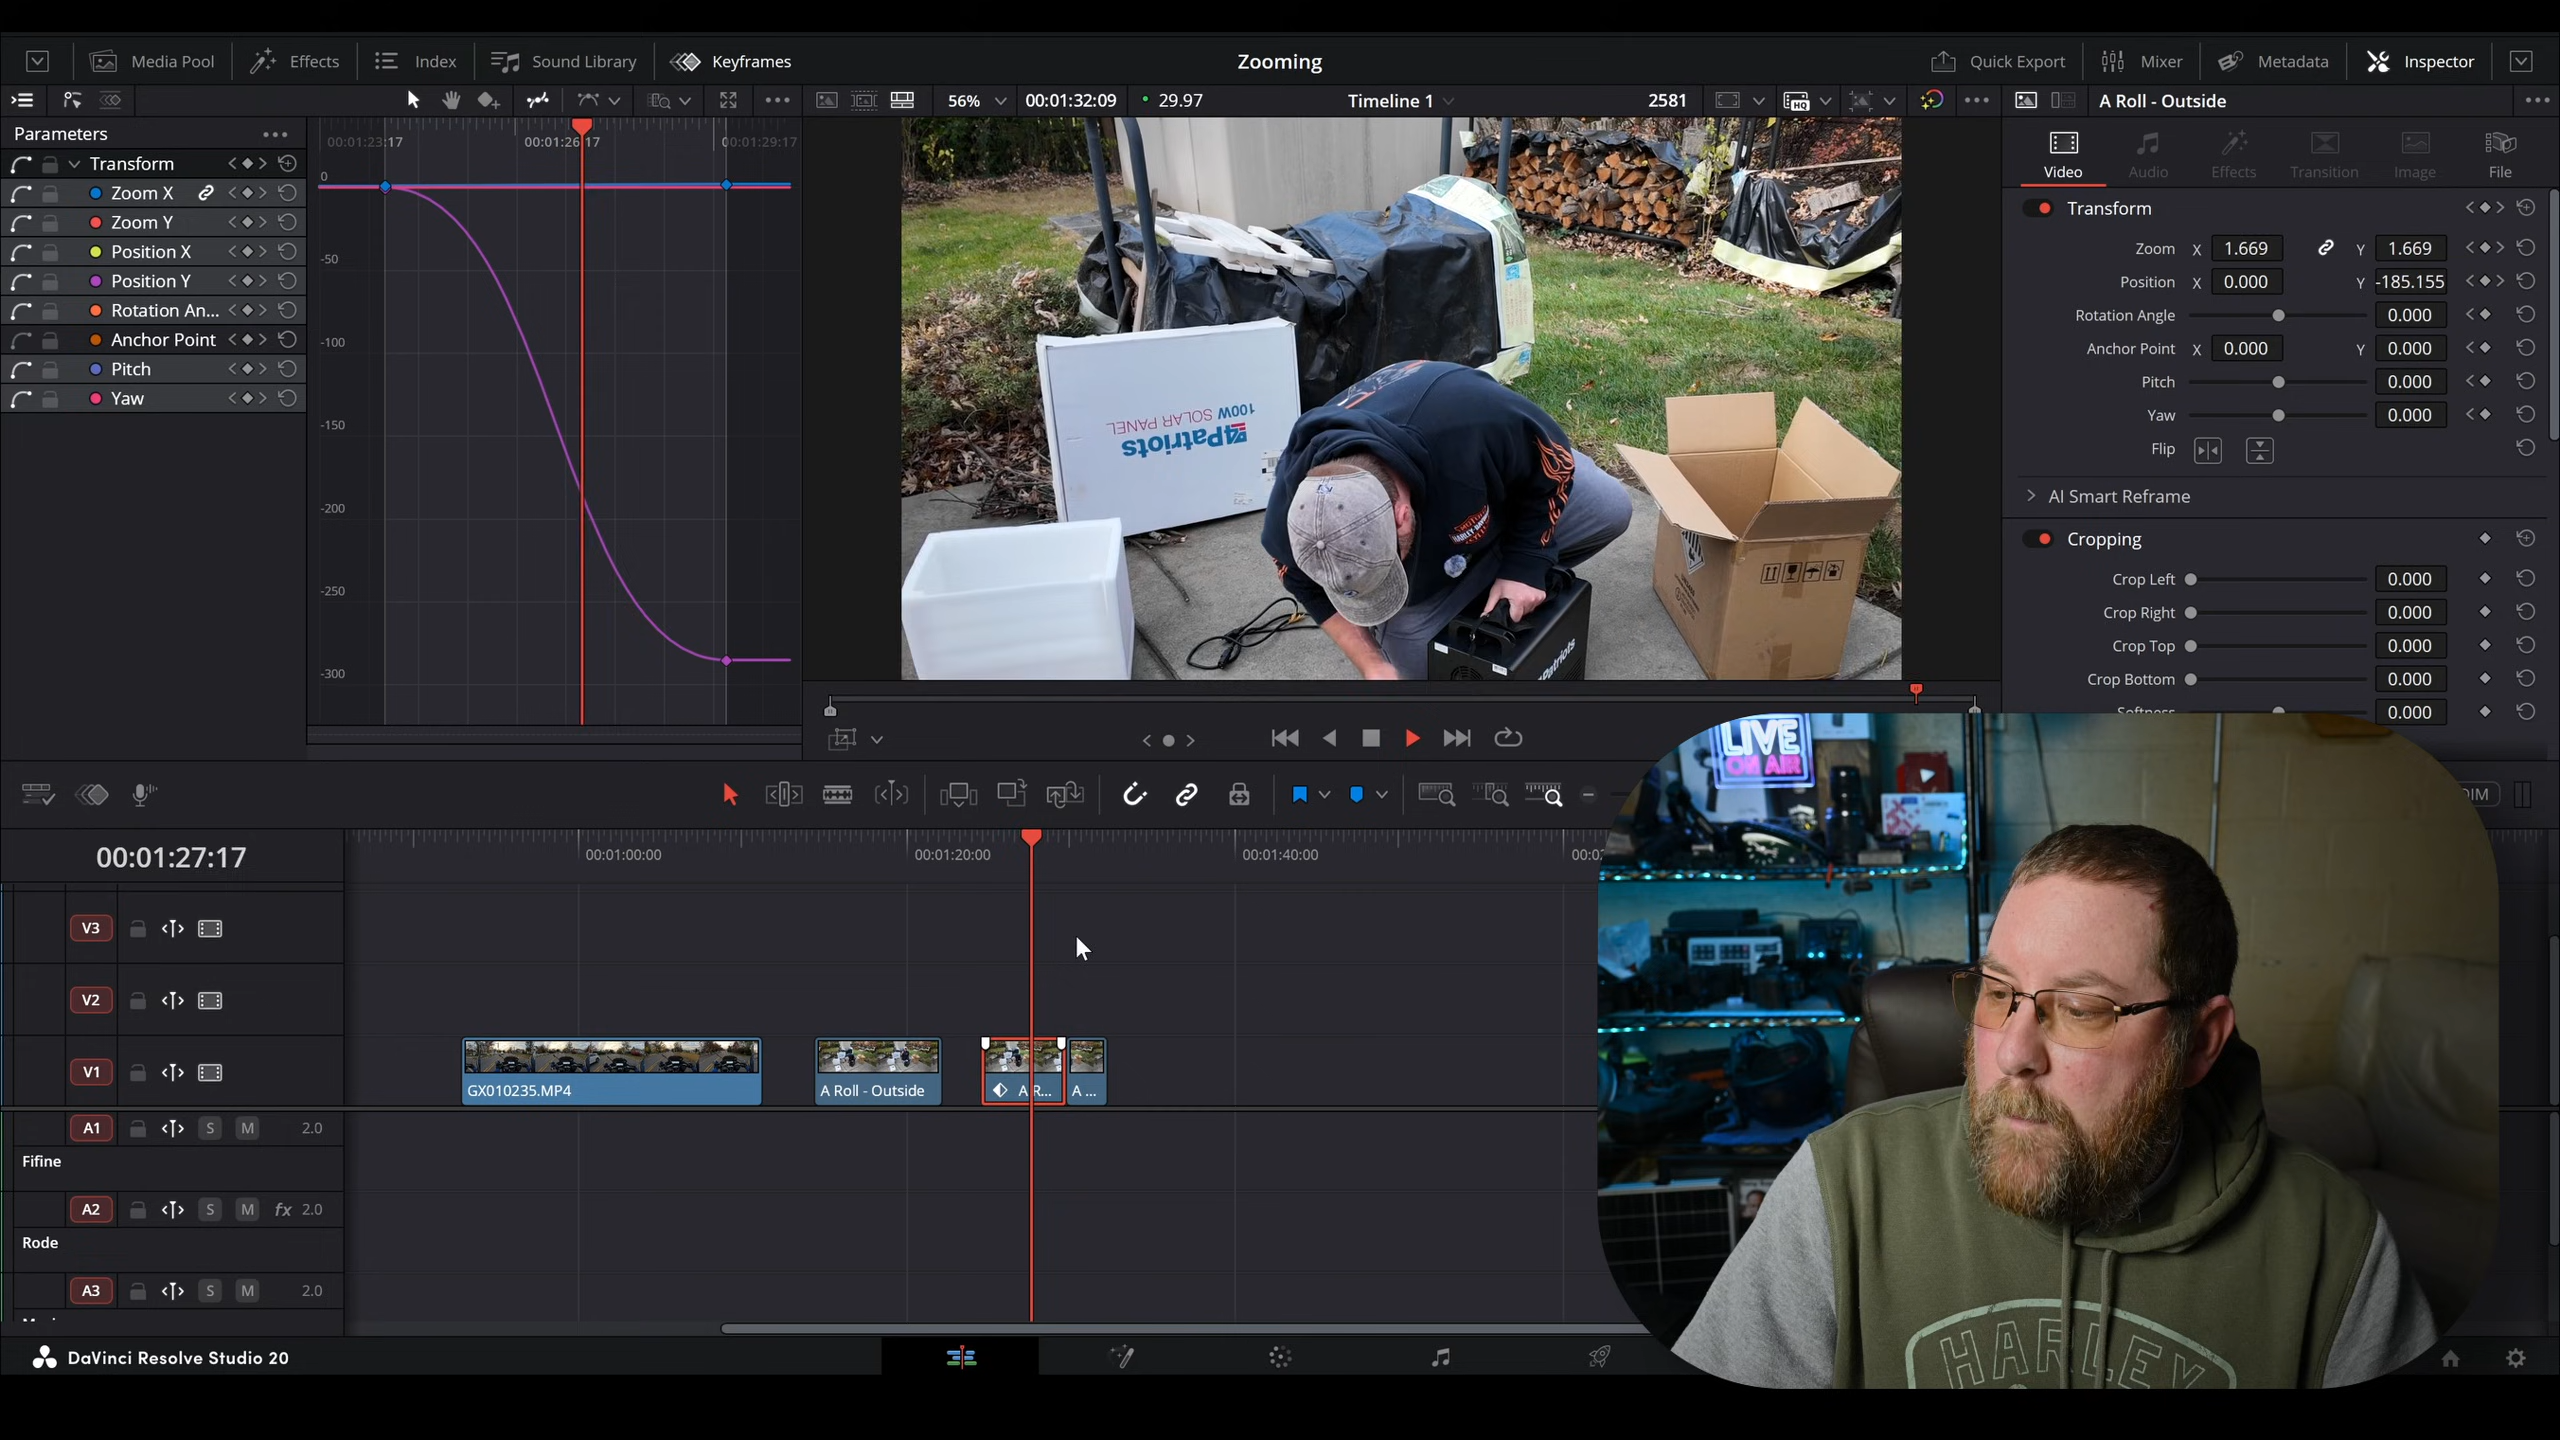 Media Pool Effects Index Sound Library Keyframes Zooming Quick Export Mixer Metadata Inspector
56% 00:01:32:09 29.97 Timeline 1 2581 HQ A Roll - Outside
Parameters
00:01:23:17 00:01:26:17 00:01:29:17
Transform
Zoom X
Zoom Y
Position X
Position Y
Rotation An...
Anchor Point
Pitch
Yaw
0
-50
-100
-150
-200
-250
-300
4Patriots
100W SOLAR PANEL
Video Audio Effects Transition Image File
Transform
Zoom X 1.669 Y 1.669
Position X 0.000 Y -185.155
Rotation Angle 0.000
Anchor Point X 0.000 Y 0.000
Pitch 0.000
Yaw 0.000
Flip
AI Smart Reframe
Cropping
Crop Left 0.000
Crop Right 0.000
Crop Top 0.000
Crop Bottom 0.000
Softness 0.000
LIVE
ON AIR
DIM
00:01:27:17 00:01:00:00 00:01:20:00 00:01:40:00
V3
V2
V1 GX010235.MP4 A Roll - Outside A R... A ...
A1 S M 2.0
Fifine
A2 S M fx 2.0
Rode
A3 S M 2.0
DaVinci Resolve Studio 20
HARLEY